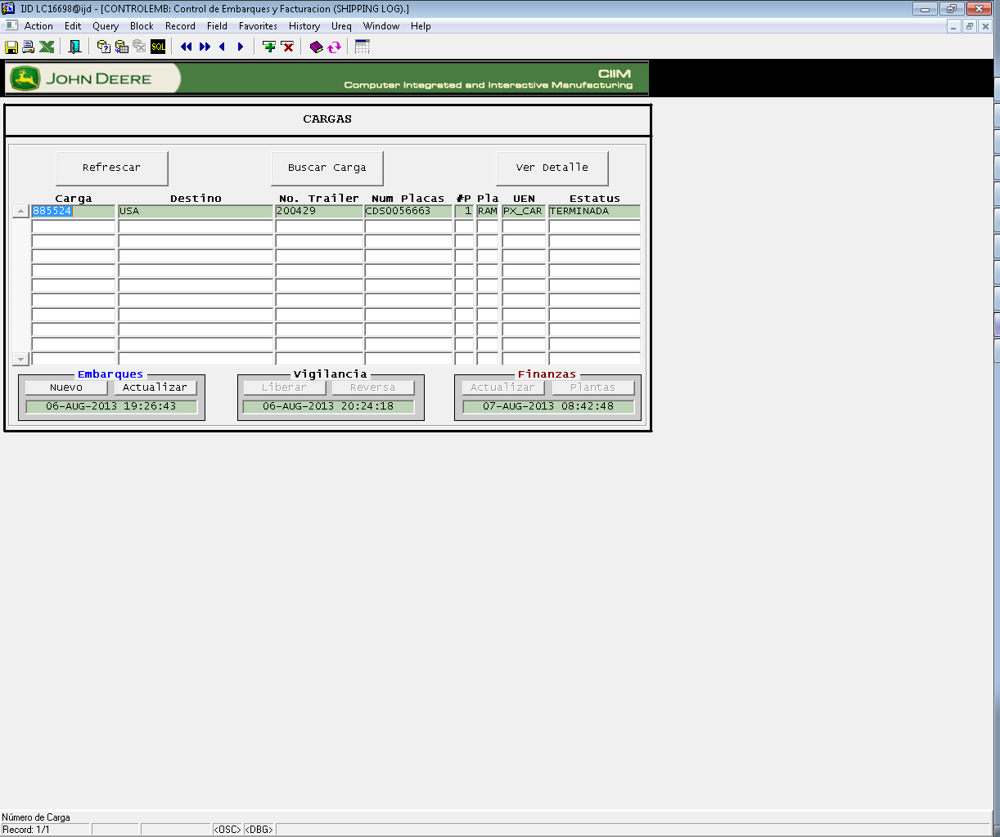 IJD LC16698@ijd - [CONTROLEMB: Control de Embarques y Facturacion (SHIPPING LOG).]
Action Edit Query Block Record Field Favorites History Ureq Window Help
SQL
JOHN DEERE
CIIM
Computer Integrated and Interactive Manufacturing
CARGAS
Refrescar Buscar Carga Ver Detalle
Carga Destino No. Trailer Num Placas #P Pla UEN Estatus
885524 USA 200429 CDS0056663 1 RAM PX_CAR TERMINADA
Embarques Vigilancia Finanzas
Nuevo Actualizar Liberar Reversa Actualizar Plantas
06-AUG-2013 19:26:43 06-AUG-2013 20:24:18 07-AUG-2013 08:42:48
Número de Carga
Record: 1/1 <OSC> <DBG>